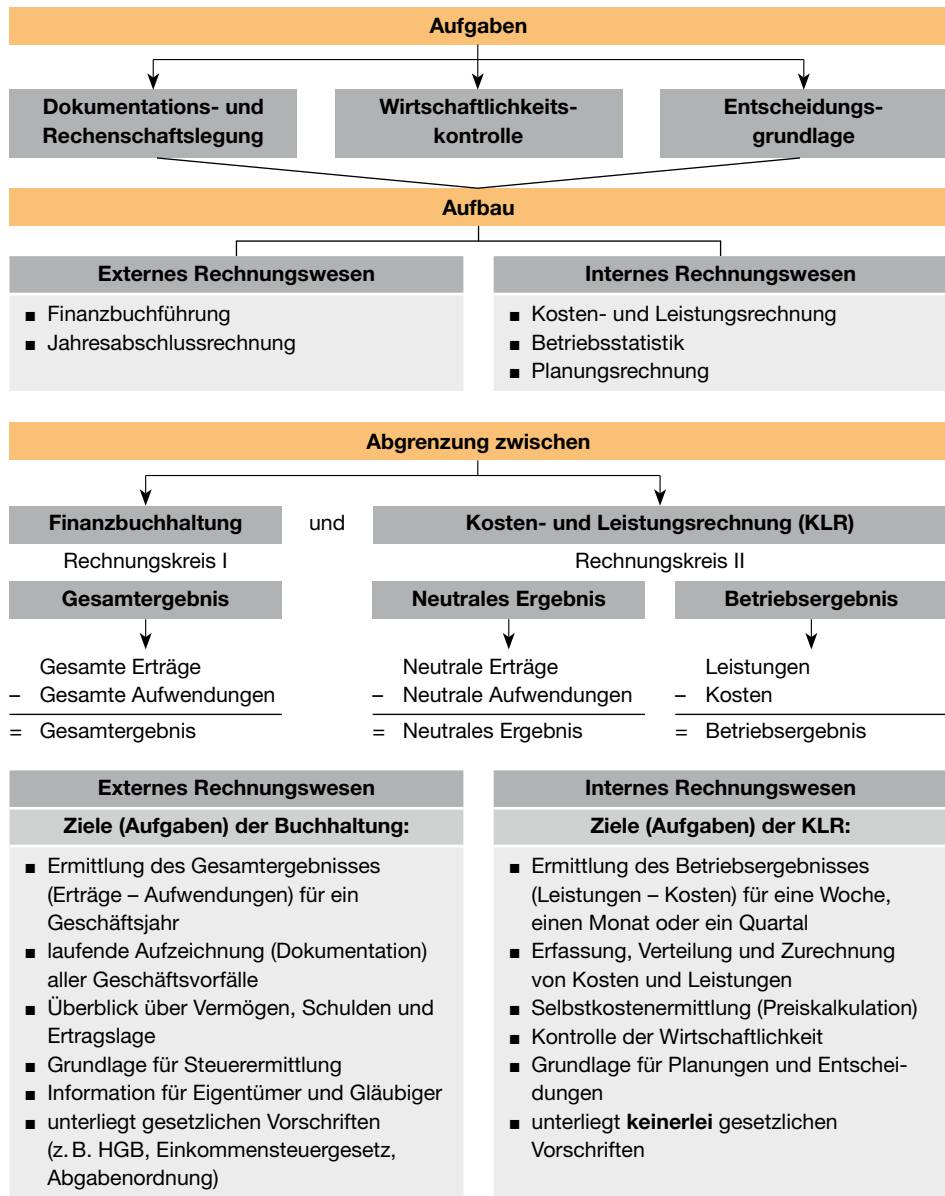 Aufgaben
Dokumentations- und
Rechenschaftslegung
Wirtschaftlichkeits-
kontrolle
Entscheidungs-
grundlage
Aufbau
Externes Rechnungswesen
■ Finanzbuchführung
■ Jahresabschlussrechnung
Internes Rechnungswesen
■ Kosten- und Leistungsrechnung
■ Betriebsstatistik
■ Planungsrechnung
Abgrenzung zwischen
Finanzbuchhaltung und Kosten- und Leistungsrechnung (KLR)
Rechnungskreis I
Rechnungskreis II
Gesamtergebnis
Gesamte Erträge
– Gesamte Aufwendungen
= Gesamtergebnis
Neutrales Ergebnis
Neutrale Erträge
– Neutrale Aufwendungen
= Neutrales Ergebnis
Betriebsergebnis
Leistungen
– Kosten
= Betriebsergebnis
Externes Rechnungswesen
Ziele (Aufgaben) der Buchhaltung:
■ Ermittlung des Gesamtergebnisses
(Erträge – Aufwendungen) für ein
Geschäftsjahr
■ laufende Aufzeichnung (Dokumentation)
aller Geschäftsvorfälle
■ Überblick über Vermögen, Schulden und
Ertragslage
■ Grundlage für Steuerermittlung
■ Information für Eigentümer und Gläubiger
■ unterliegt gesetzlichen Vorschriften
(z. B. HGB, Einkommensteuergesetz,
Abgabenordnung)
Internes Rechnungswesen
Ziele (Aufgaben) der KLR:
■ Ermittlung des Betriebsergebnisses
(Leistungen – Kosten) für eine Woche,
einen Monat oder ein Quartal
■ Erfassung, Verteilung und Zurechnung
von Kosten und Leistungen
■ Selbstkostenermittlung (Preiskalkulation)
■ Kontrolle der Wirtschaftlichkeit
■ Grundlage für Planungen und Entschei-
dungen
■ unterliegt keinerlei gesetzlichen
Vorschriften